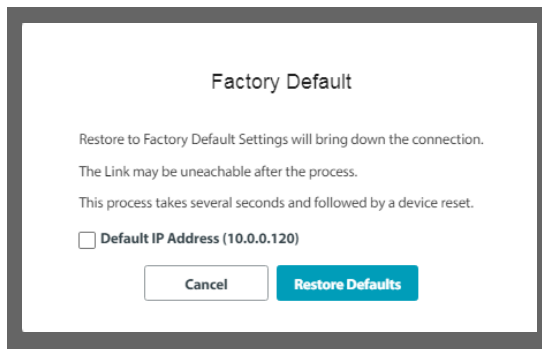 Factory Default
Restore to Factory Default Settings will bring down the connection.
The Link may be uneachable after the process.
This process takes several seconds and followed by a device reset.
Default IP Address (10.0.0.120)
Cancel Restore Defaults